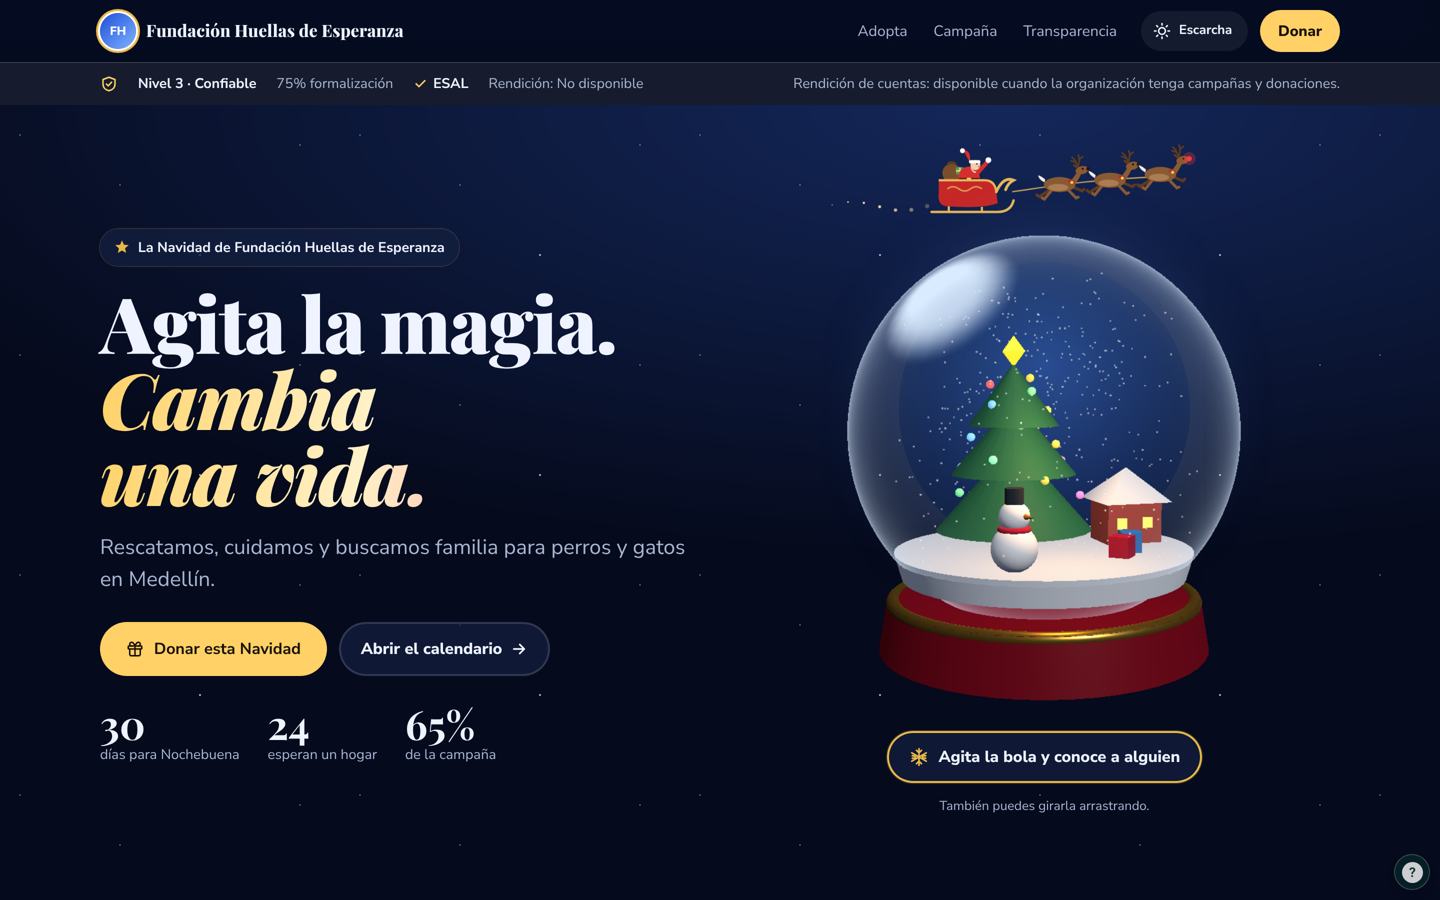 FH
Fundación Huellas de Esperanza
Adopta
Campaña
Transparencia
Escarcha
Donar
Nivel 3 · Confiable
75% formalización
ESAL
Rendición: No disponible
Rendición de cuentas: disponible cuando la organización tenga campañas y donaciones.
La Navidad de Fundación Huellas de Esperanza
Agita la magia.
Cambia
una vida.
Rescatamos, cuidamos y buscamos familia para perros y gatos
en Medellín.
Donar esta Navidad
Abrir el calendario
30
días para Nochebuena
24
esperan un hogar
65%
de la campaña
Agita la bola y conoce a alguien
También puedes girarla arrastrando.
?